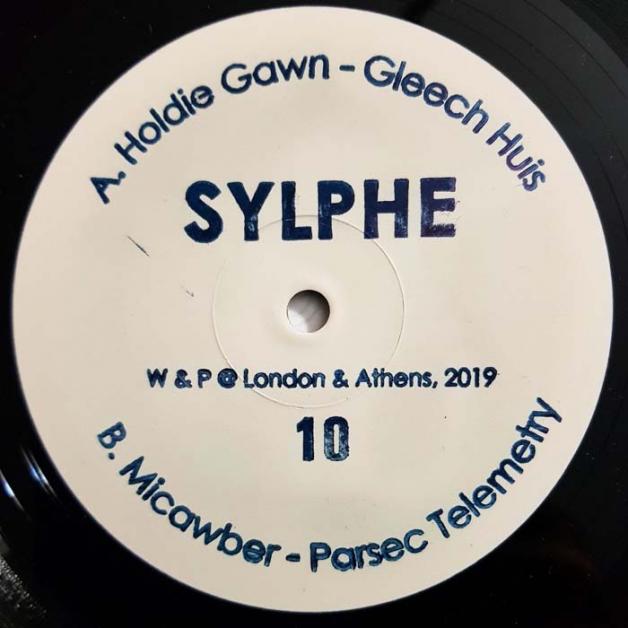 A. Holdie Gawn - Gleech Huis
SYLPHE
W & P @ London & Athens, 2019
10
B. Micawber - Parsec Telemetry